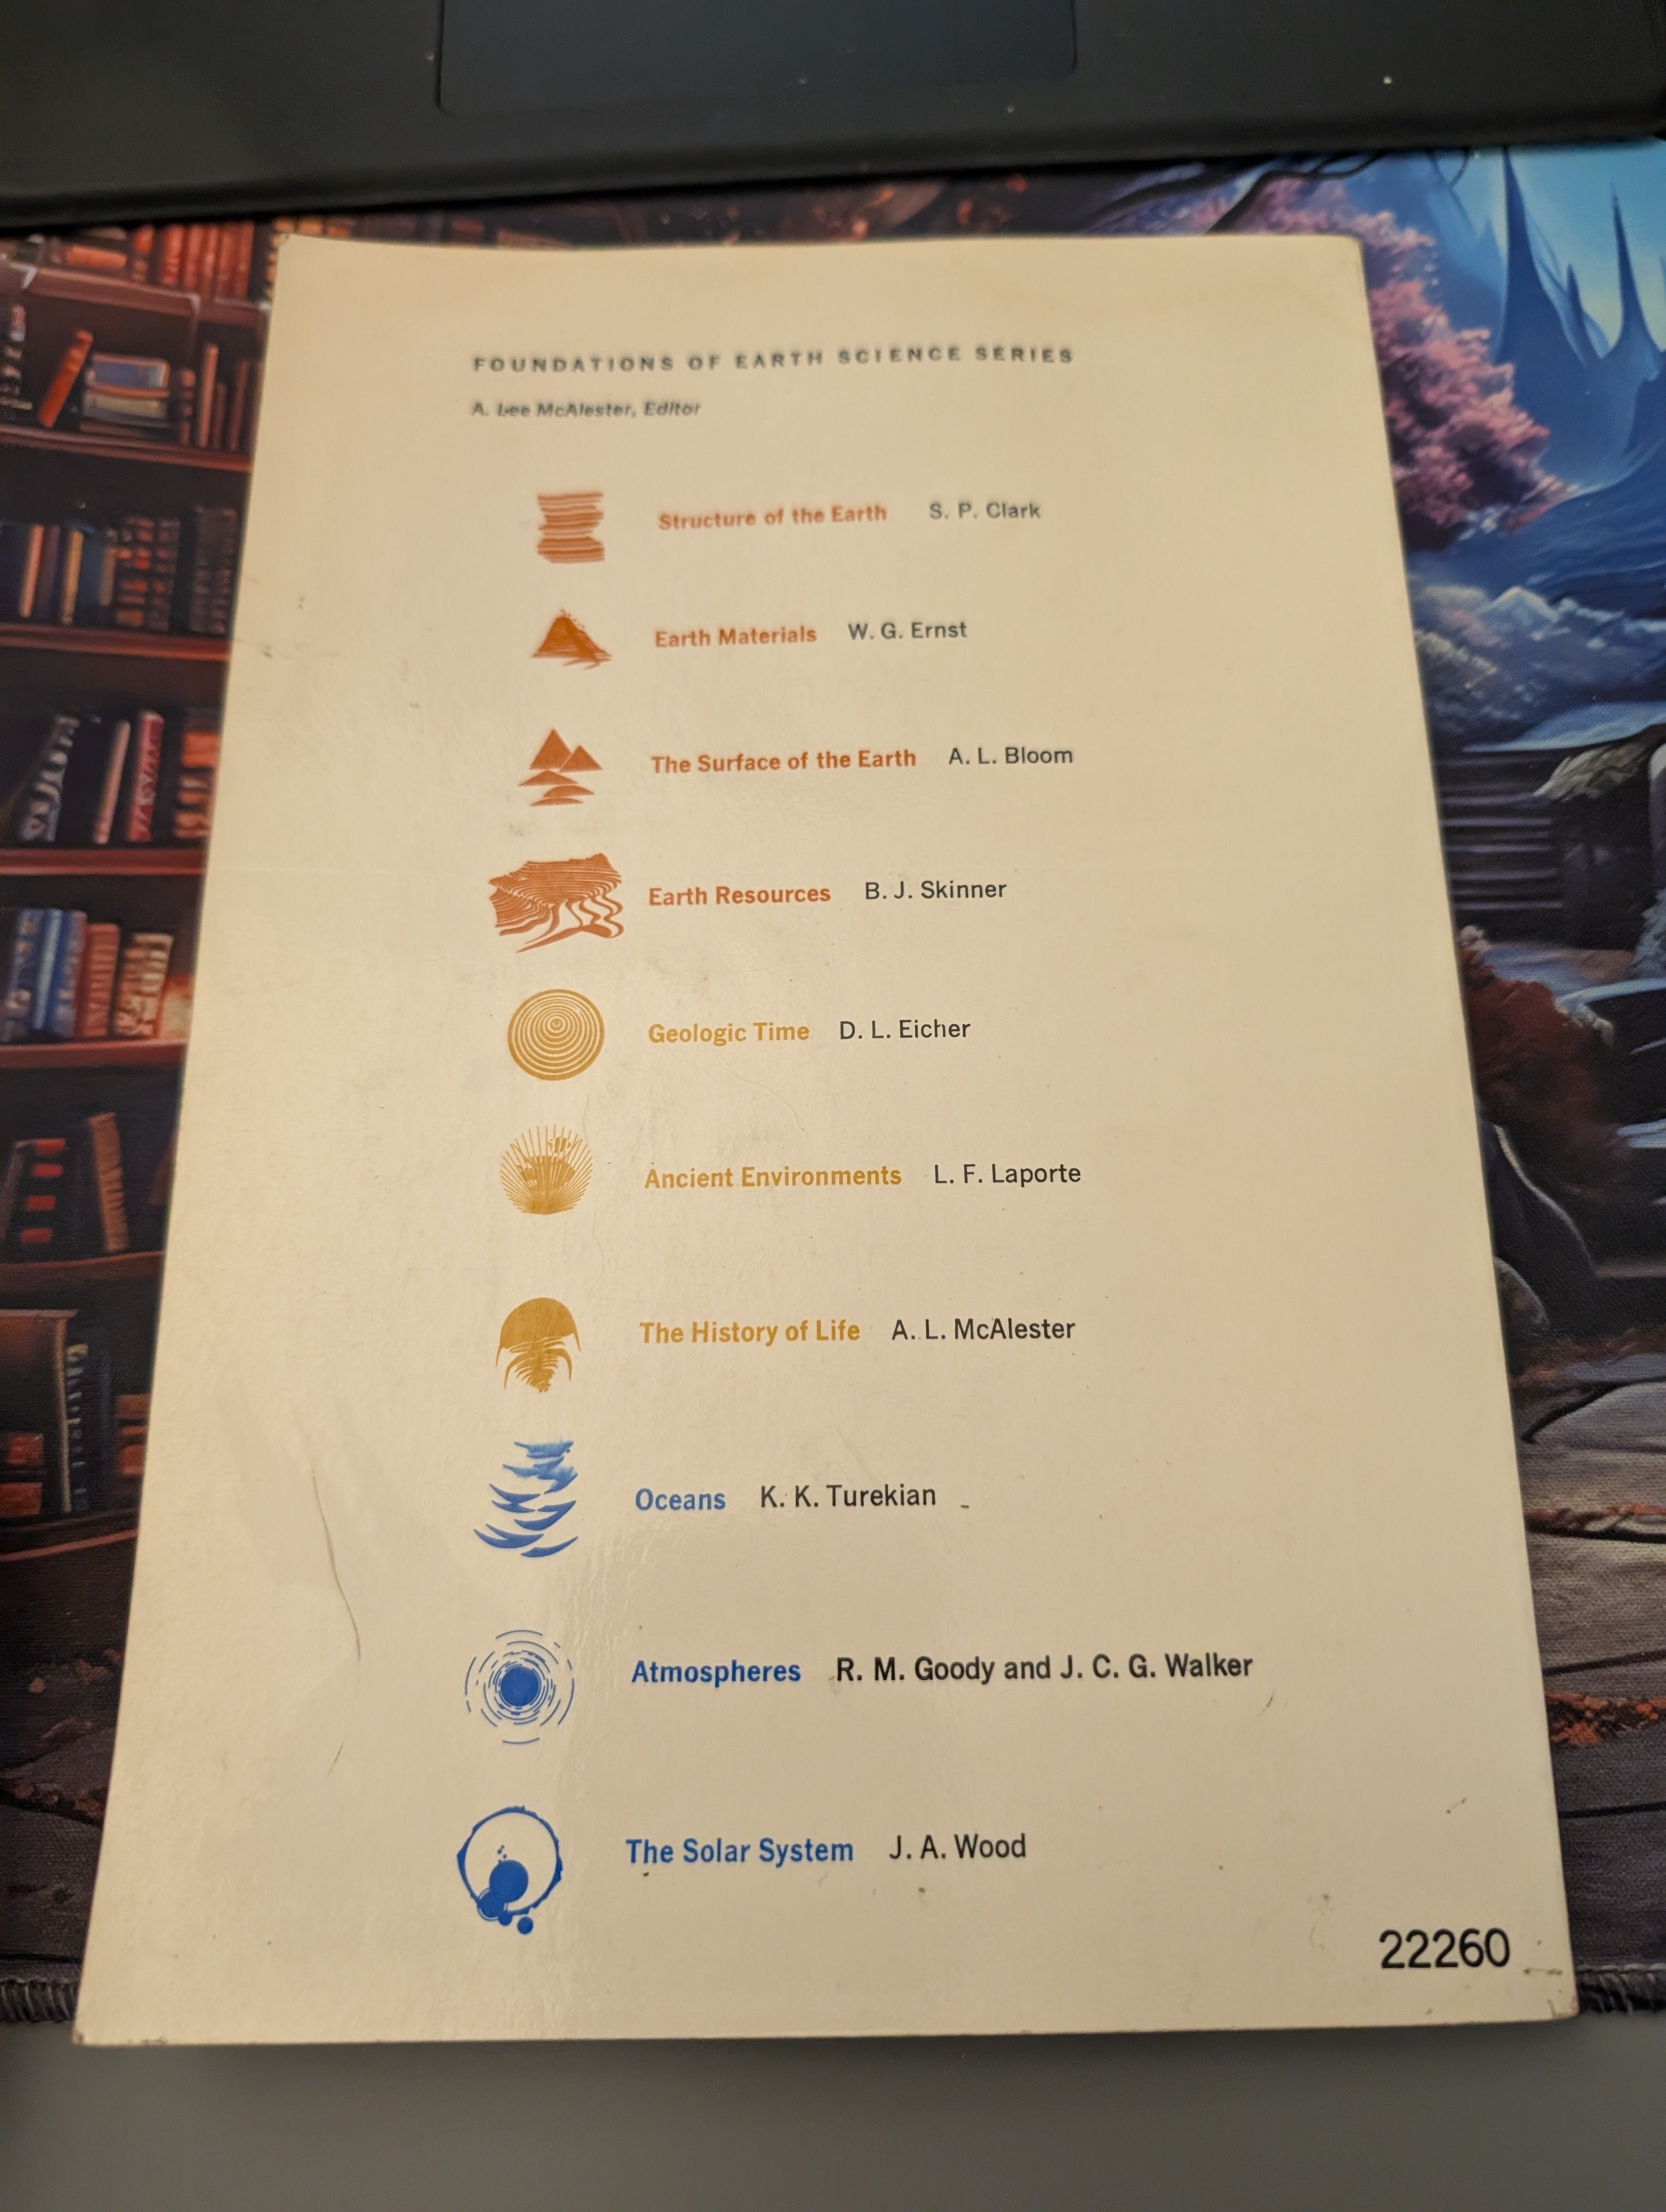 FOUNDATIONS OF EARTH SCIENCE SERIES
A. Lee McAlester, Editor
Structure of the Earth S. P. Clark
Earth Materials W. G. Ernst
The Surface of the Earth A. L. Bloom
Earth Resources B. J. Skinner
Geologic Time D. L. Eicher
Ancient Environments L. F. Laporte
The History of Life A. L. McAlester
Oceans K. K. Turekian
Atmospheres R. M. Goody and J. C. G. Walker
The Solar System J. A. Wood
22260